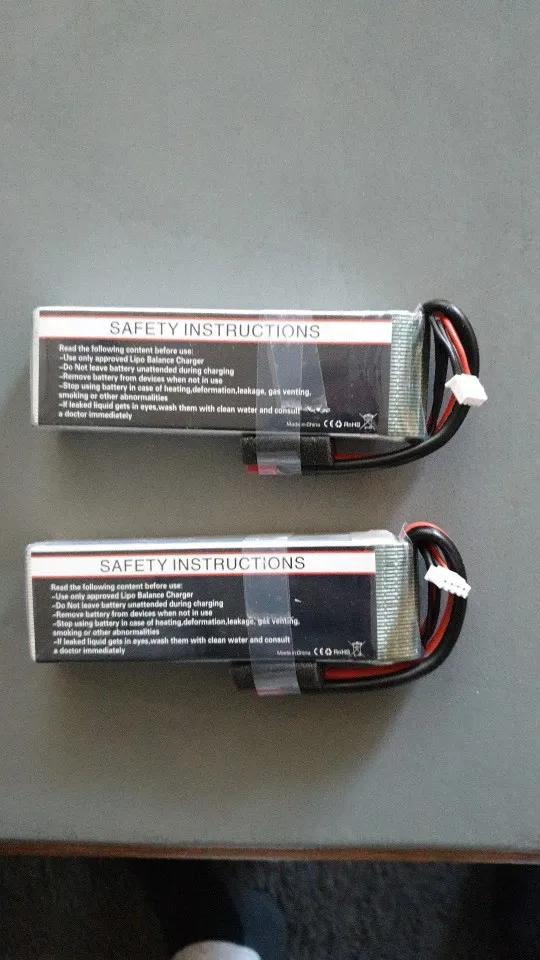 SAFETY INSTRUCTIONS
Read the following content before use:
-Use only approved Lipo Balance Charger
-Do Not leave battery unattended during charging
-Remove battery from devices when not in use
-Stop using battery in case of heating,deformation,leakage, gas venting,
smoking or other abnormalities
-If leaked liquid gets in eyes,wash them with clean water and consult
a doctor immediately
Made in China CE RoHS
SAFETY INSTRUCTIONS
Read the following content before use:
-Use only approved Lipo Balance Charger
-Do Not leave battery unattended during charging
-Remove battery from devices when not in use
-Stop using battery in case of heating,deformation,leakage, gas venting,
smoking or other abnormalities
-If leaked liquid gets in eyes,wash them with clean water and consult
a doctor immediately
Made in China CE RoHS